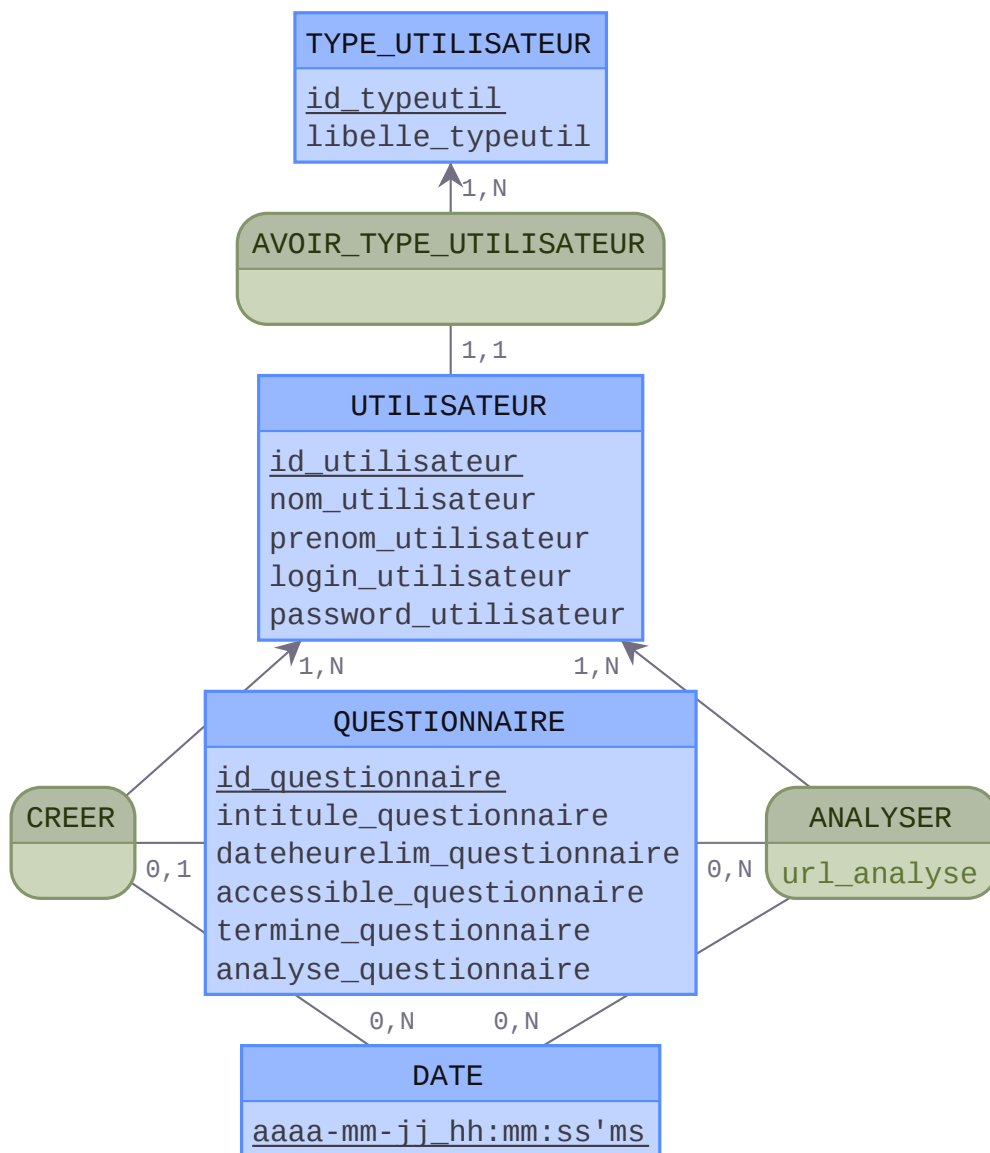 TYPE_UTILISATEUR
id_typeutil
libelle_typeutil
1,N
AVOIR_TYPE_UTILISATEUR
1,1
UTILISATEUR
id_utilisateur
nom_utilisateur
prenom_utilisateur
login_utilisateur
password_utilisateur
1,N
1,N
QUESTIONNAIRE
id_questionnaire
intitule_questionnaire
dateheurelim_questionnaire
accessible_questionnaire
termine_questionnaire
analyse_questionnaire
CREER
0,1
0,N
ANALYSER
url_analyse
0,N
0,N
DATE
aaaa-mm-jj_hh:mm:ss'ms